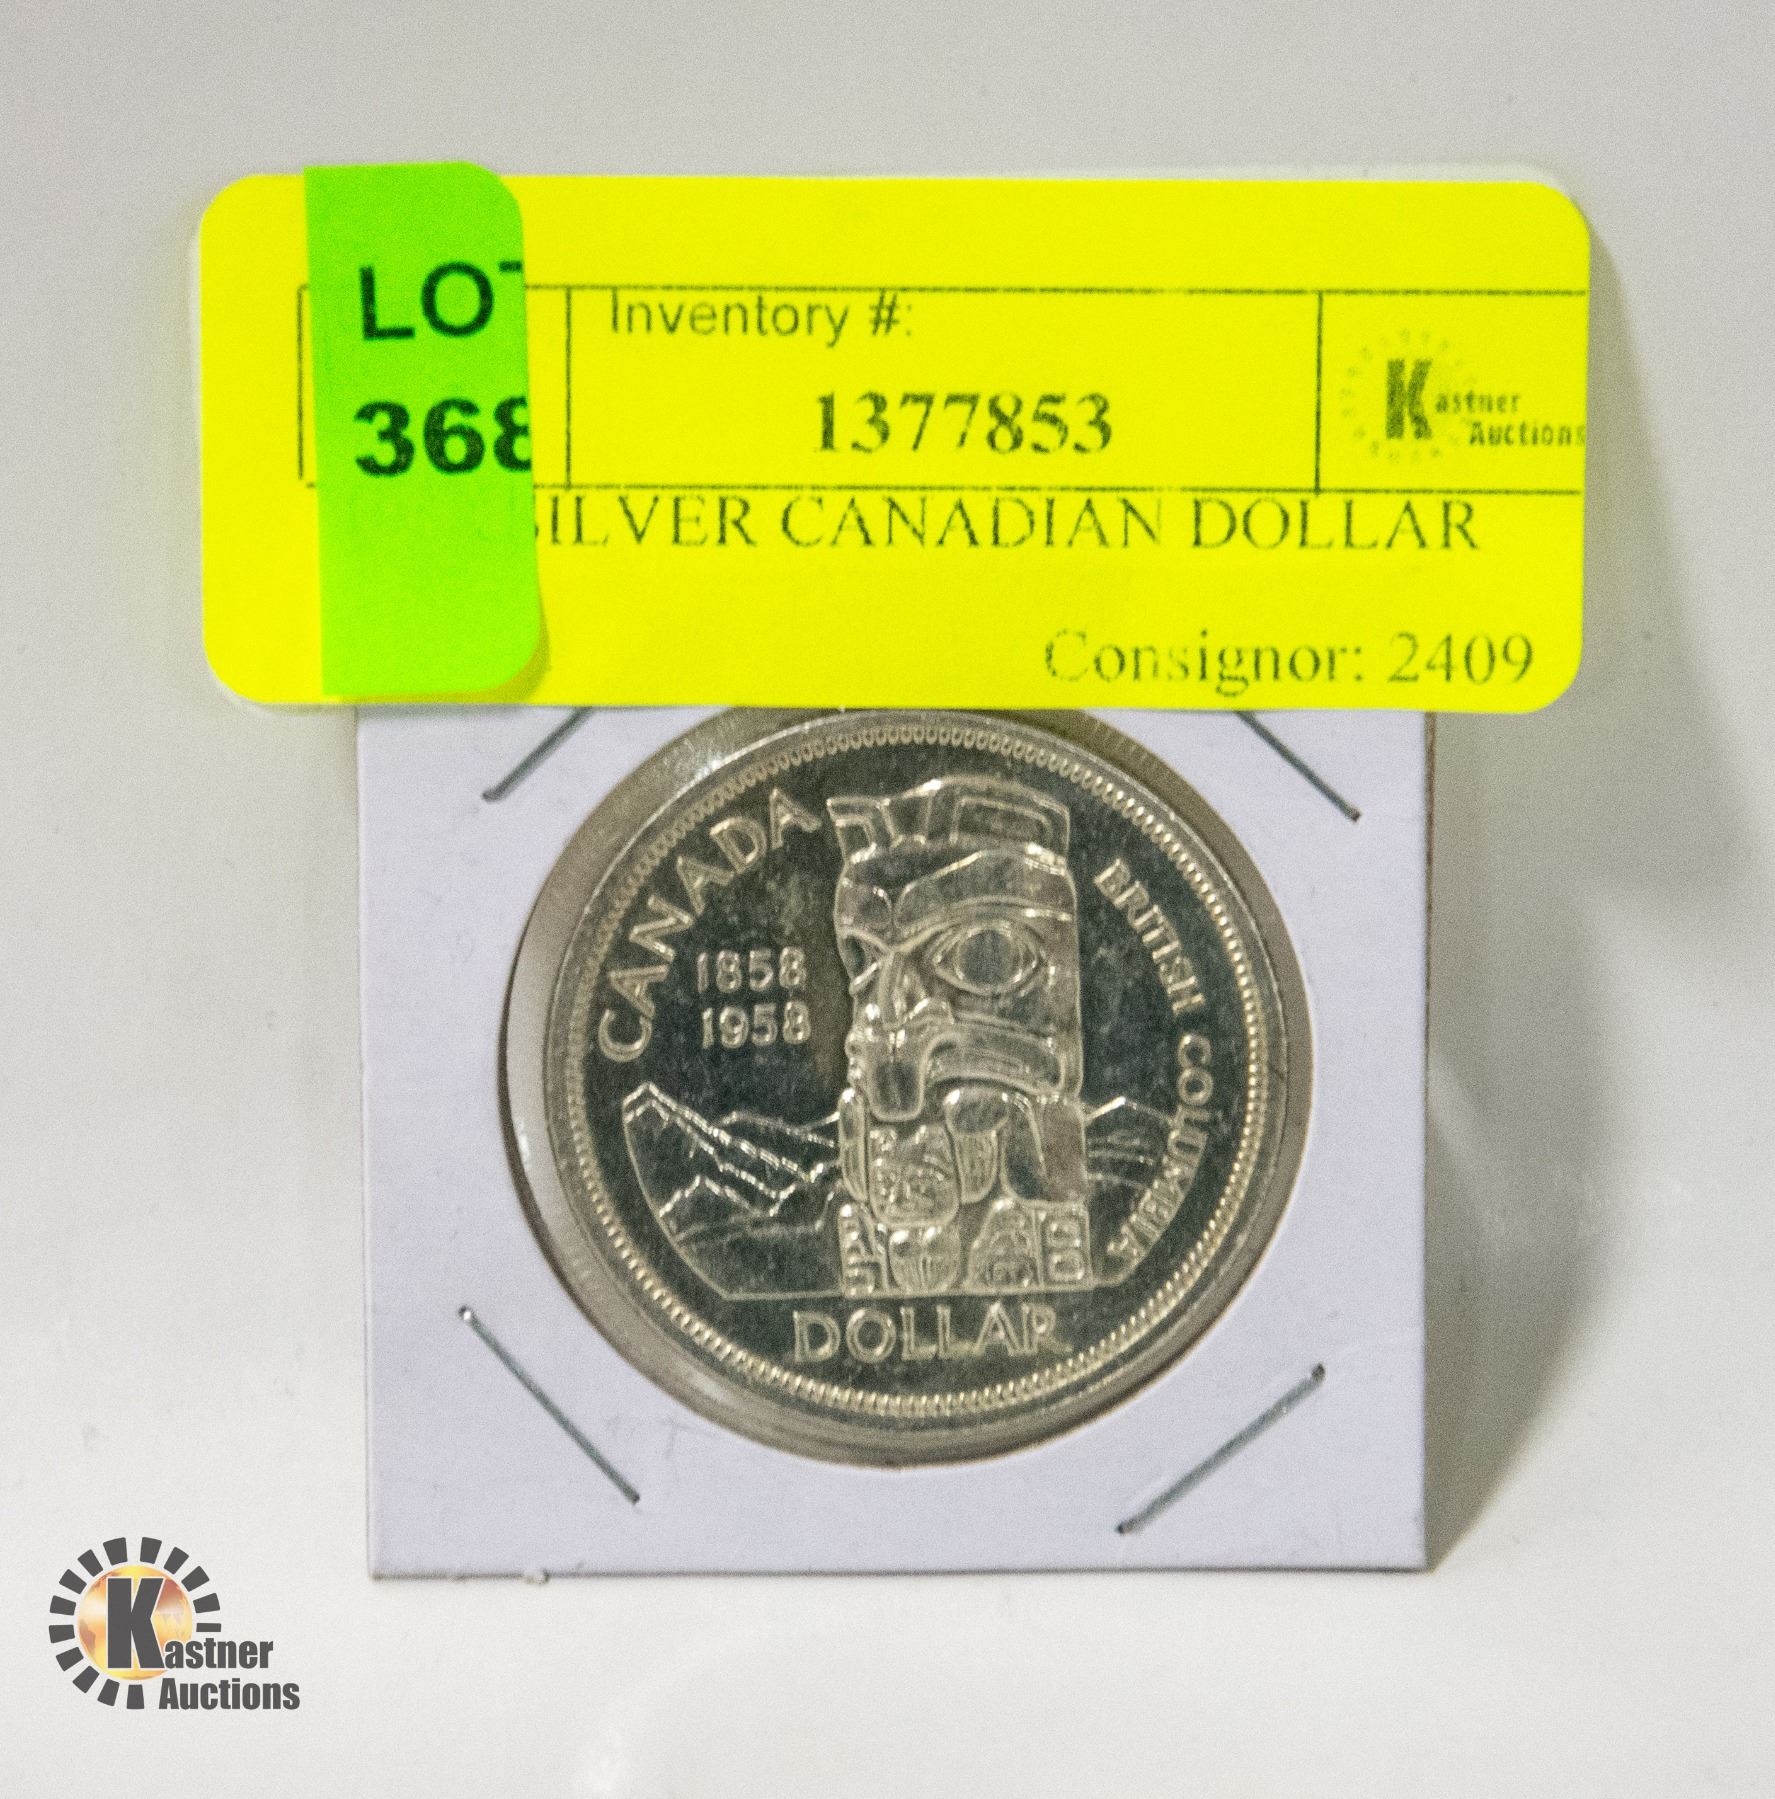 LOT
368
Inventory #:
1377853
Kastner
Auctions
SILVER CANADIAN DOLLAR
Consignor: 2409
CANADA
1858
1958
BRITISH COLUMBIA
DOLLAR
Kastner
Auctions